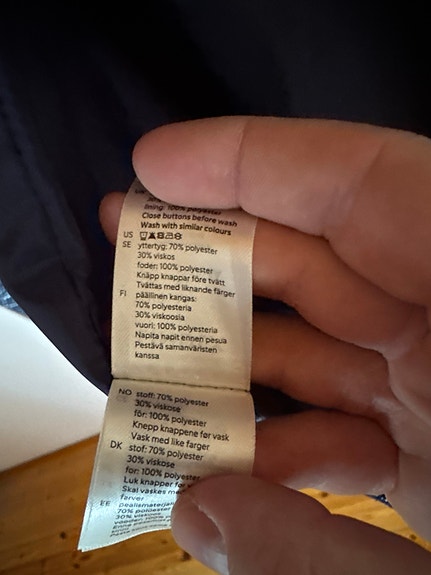 lining: 100% polyester
Close buttons before wash
Wash with similar colours
US
SE yttertyg: 70% polyester
30% viskos
foder: 100% polyester
Knäpp knappar före tvätt
Tvättas med liknande färger
FI päällinen kangas:
70% polyesteria
30% viskoosia
vuori: 100% polyesteria
Napita napit ennen pesua
Pestävä samanväristen
kanssa
NO stoff: 70% polyester
30% viskose
fôr: 100% polyester
Knepp knappene før vask
Vask med like farger
DK stof: 70% polyester
30% viskose
for: 100% polyester
Luk knapper før
Skal vaskes
farver
EE
70% polüester
30% viskoos